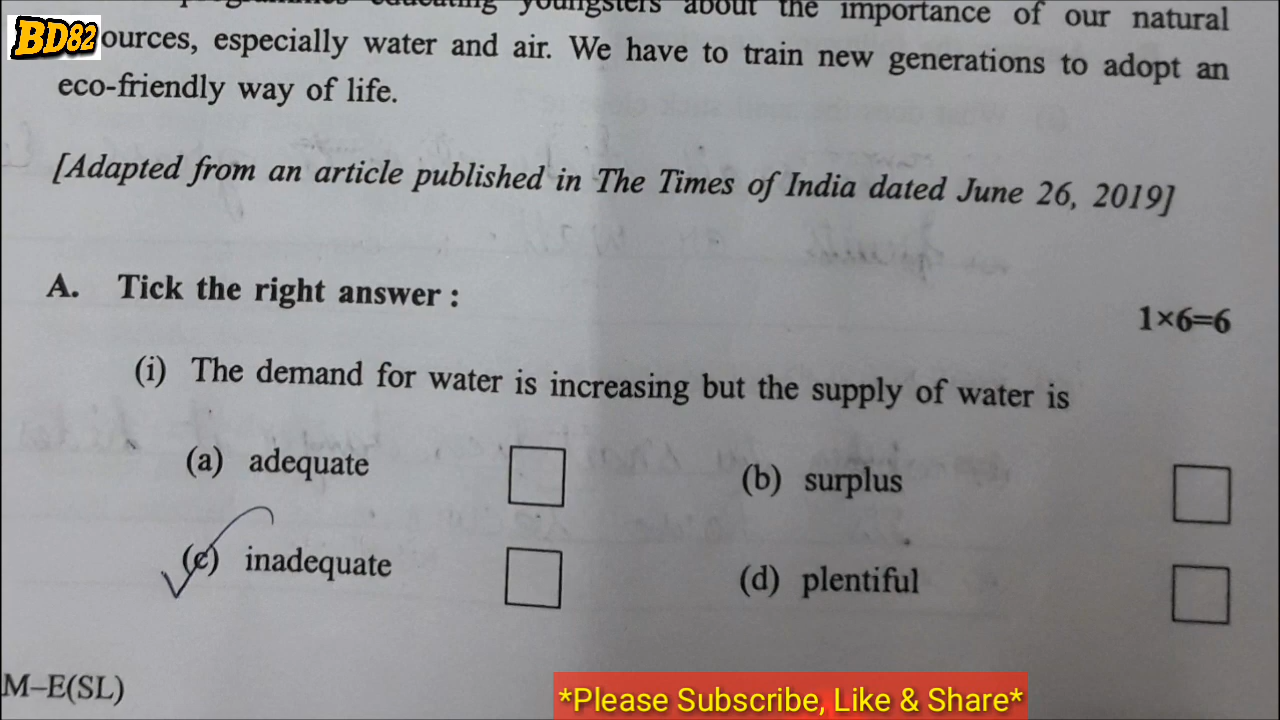 programmes educating youngsters about the importance of our natural
BD82 ources, especially water and air. We have to train new generations to adopt an
eco-friendly way of life.
[Adapted from an article published in The Times of India dated June 26, 2019]
A. Tick the right answer :
1×6=6
(i) The demand for water is increasing but the supply of water is
(a) adequate (b) surplus
(c) inadequate (d) plentiful
M–E(SL)
*Please Subscribe, Like & Share*